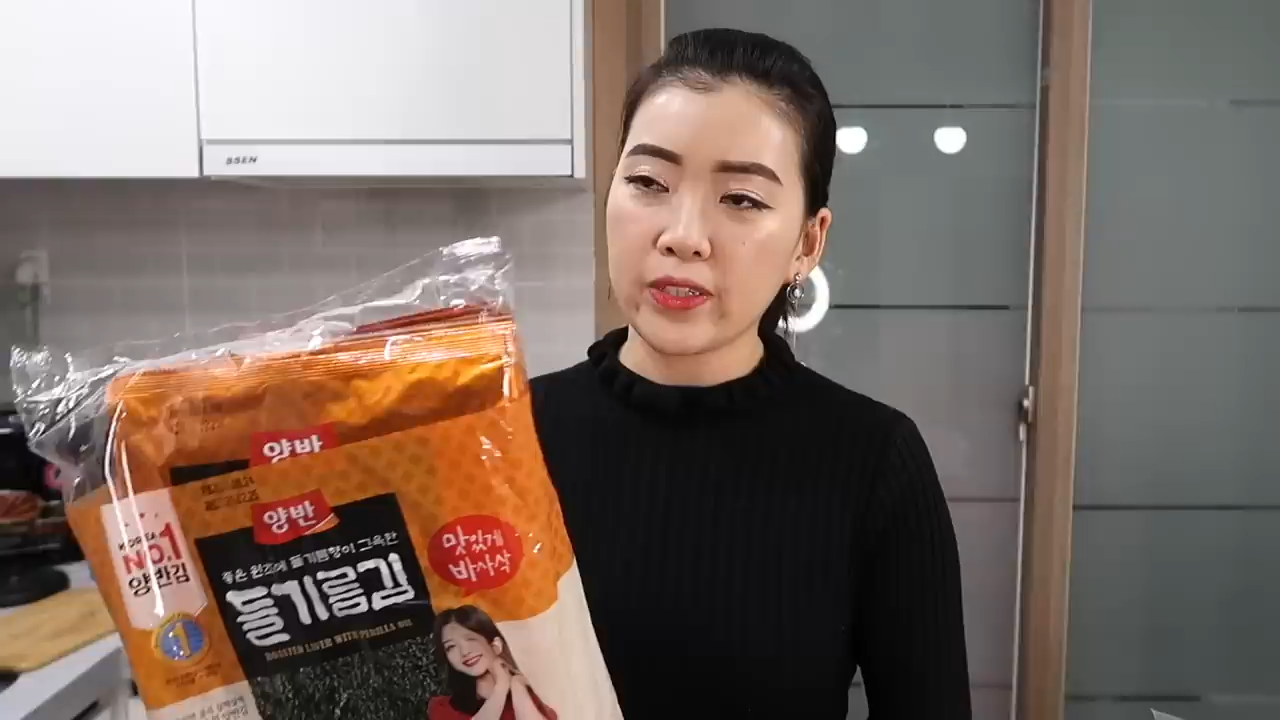 SSEN
양반
양반
KOREA
NO.1
양반김
좋은 원초에 들기름향이 그윽한
들기름김
ROASTED LAVER WITH PERILLA OIL
맛있게
바사삭
1